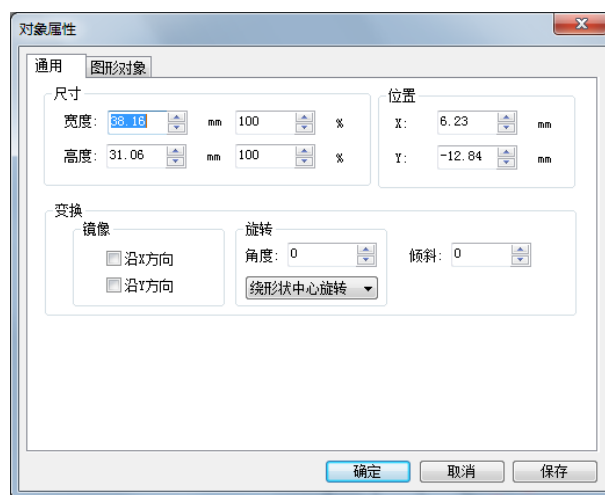 对象属性
通用 图形对象
尺寸 位置
宽度: 38.16 mm 100 % X: 6.23 mm
高度: 31.06 mm 100 % Y: -12.84 mm
变换
镜像 旋转
沿X方向 角度: 0 倾斜: 0
沿Y方向 绕形状中心旋转
确定 取消 保存